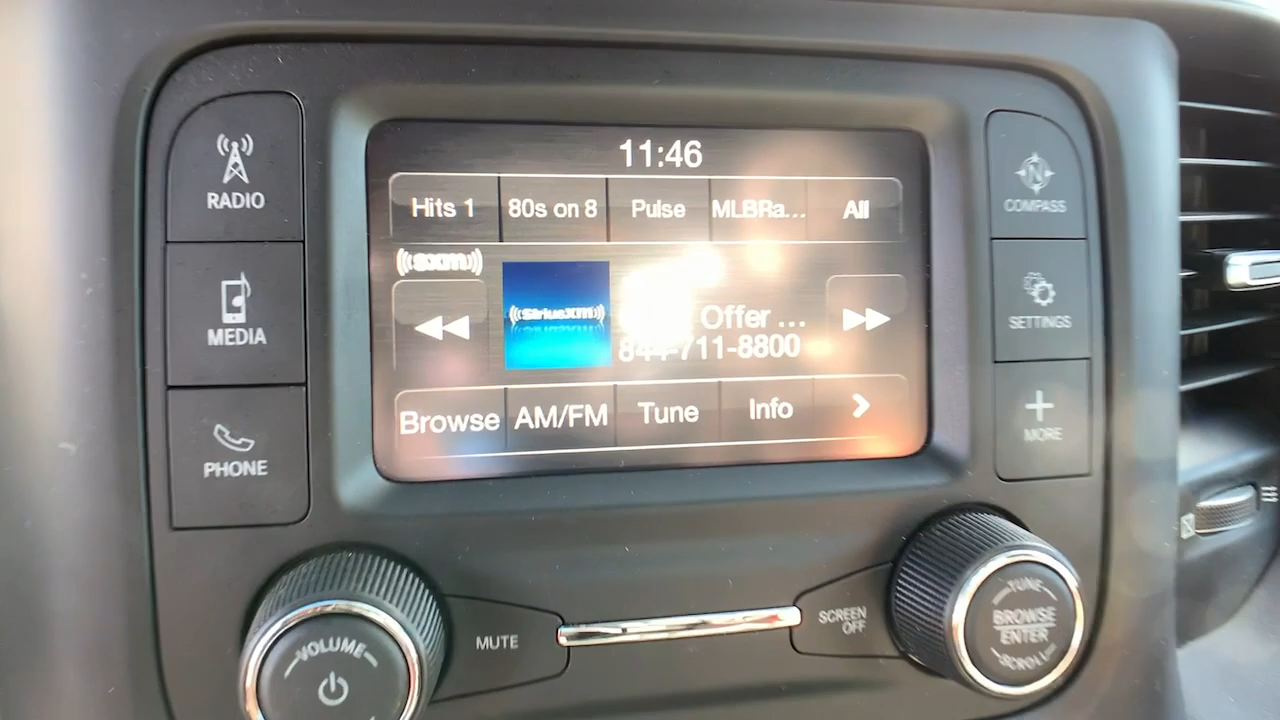 11:46
Hits 1 80s on 8 Pulse MLBRa... All
((sxm))
((SiriusXM))
Offer ...
844-711-8800
Browse AM/FM Tune Info
RADIO
MEDIA
PHONE
N
COMPASS
SETTINGS
MORE
VOLUME
MUTE
SCREEN
OFF
TUNE
BROWSE
ENTER
SCROLL